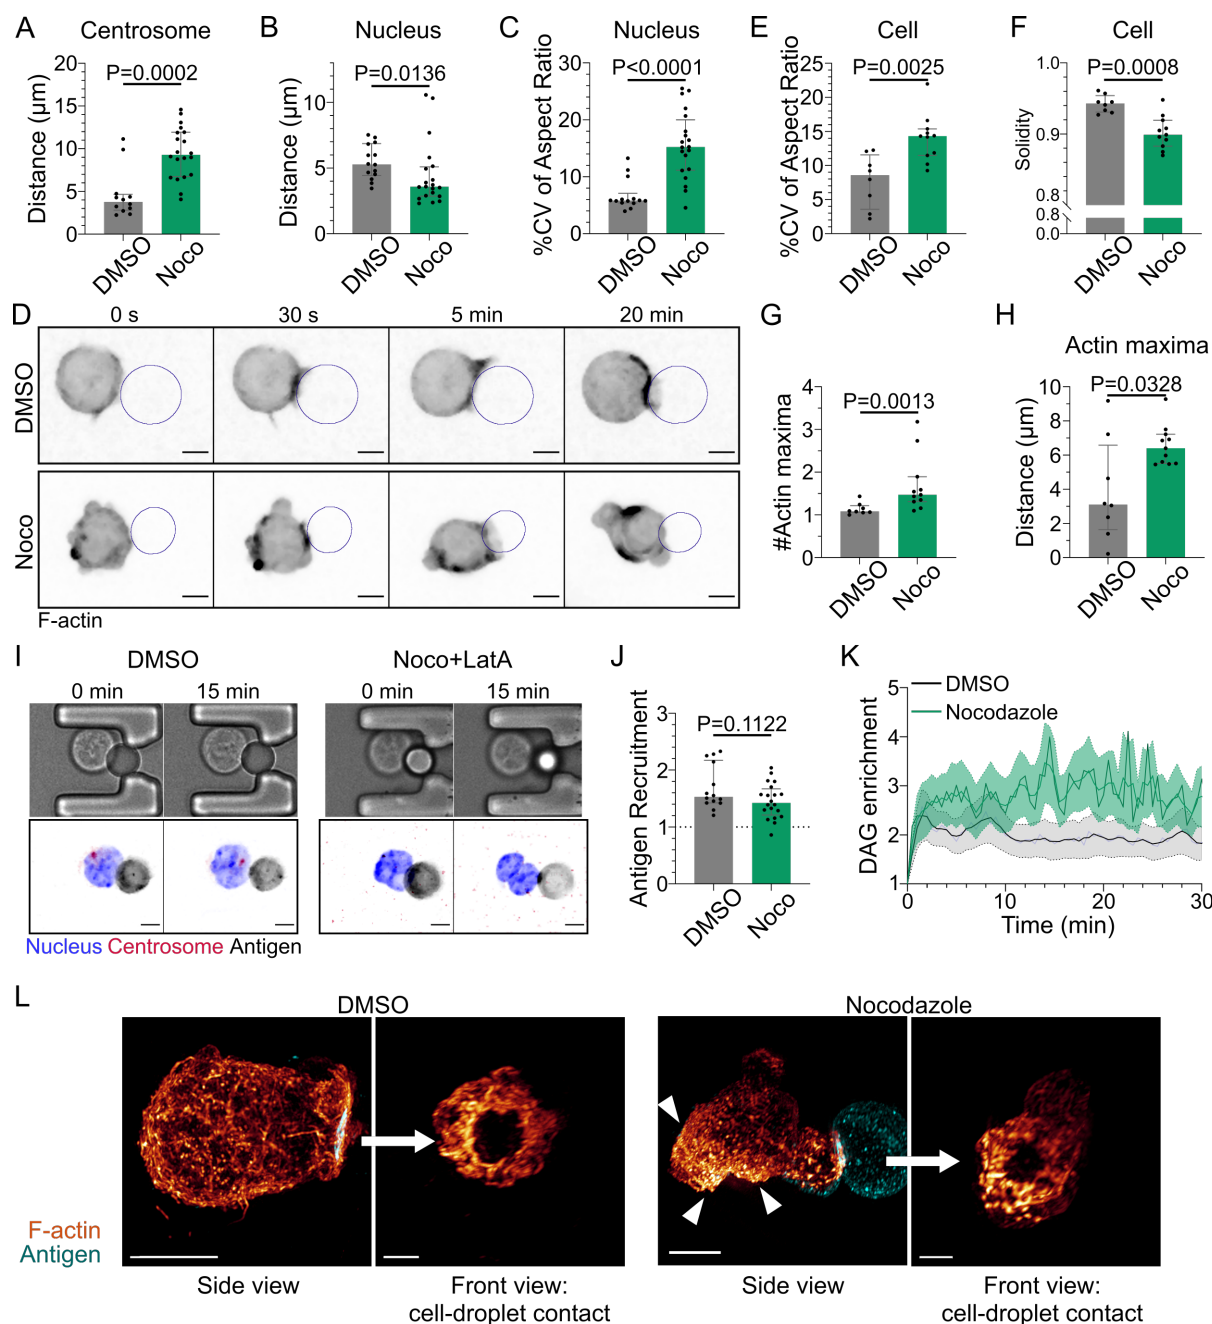 A
Centrosome
P=0.0002
Distance (µm)
20
15
10
5
0
DMSO
Noco
B
Nucleus
P=0.0136
Distance (µm)
10
5
0
DMSO
Noco
C
Nucleus
P<0.0001
%CV of Aspect Ratio
30
20
10
0
DMSO
Noco
E
Cell
P=0.0025
%CV of Aspect Ratio
25
20
15
10
5
0
DMSO
Noco
F
Cell
P=0.0008
Solidity
1.0
0.9
0.8
0.8
0.0
DMSO
Noco
D
0 s
30 s
5 min
20 min
DMSO
Noco
F-actin
G
P=0.0013
#Actin maxima
4
3
2
1
0
DMSO
Noco
H
Actin maxima
P=0.0328
Distance (µm)
10
8
6
4
2
0
DMSO
Noco
I
DMSO
Noco+LatA
0 min
15 min
0 min
15 min
Nucleus Centrosome Antigen
J
P=0.1122
Antigen Recruitment
3
2
1
0
DMSO
Noco
K
DMSO
Nocodazole
DAG enrichment
5
4
3
2
1
0
10
20
30
Time (min)
L
DMSO
Nocodazole
F-actin
Antigen
Side view
Front view:
cell-droplet contact
Side view
Front view:
cell-droplet contact